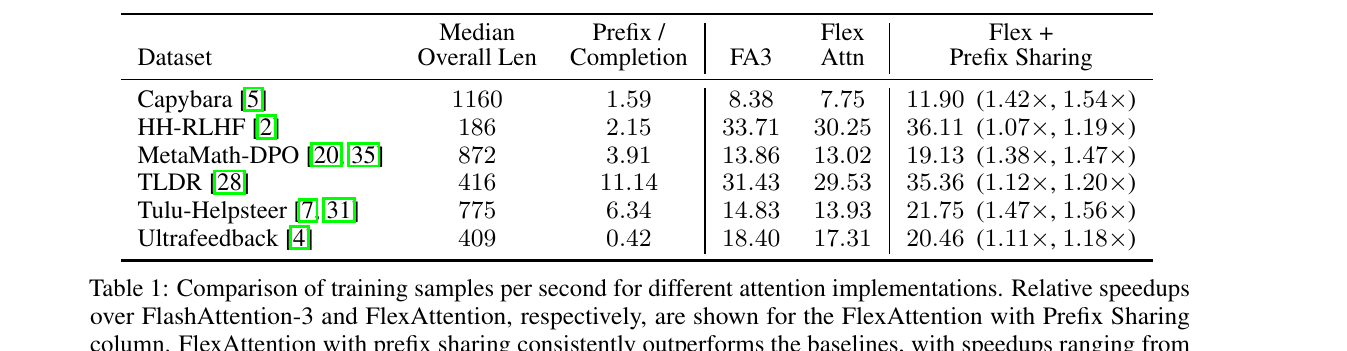 Median Prefix / Flex Flex +
Dataset Overall Len Completion FA3 Attn Prefix Sharing
Capybara [5] 1160 1.59 8.38 7.75 11.90 (1.42×, 1.54×)
HH-RLHF [2] 186 2.15 33.71 30.25 36.11 (1.07×, 1.19×)
MetaMath-DPO [20, 35] 872 3.91 13.86 13.02 19.13 (1.38×, 1.47×)
TLDR [28] 416 11.14 31.43 29.53 35.36 (1.12×, 1.20×)
Tulu-Helpsteer [7, 31] 775 6.34 14.83 13.93 21.75 (1.47×, 1.56×)
Ultrafeedback [4] 409 0.42 18.40 17.31 20.46 (1.11×, 1.18×)
Table 1: Comparison of training samples per second for different attention implementations. Relative speedups
over FlashAttention-3 and FlexAttention, respectively, are shown for the FlexAttention with Prefix Sharing
column. FlexAttention with prefix sharing consistently outperforms the baselines, with speedups ranging from